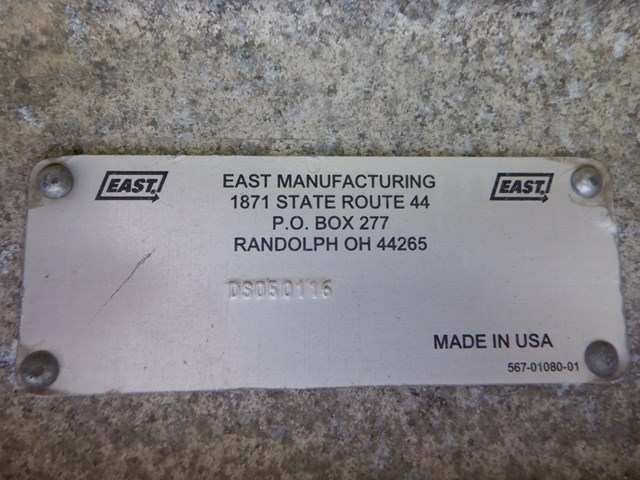 EAST EAST MANUFACTURING EAST
1871 STATE ROUTE 44
P.O. BOX 277
RANDOLPH OH 44265
DS050116
MADE IN USA
567-01080-01